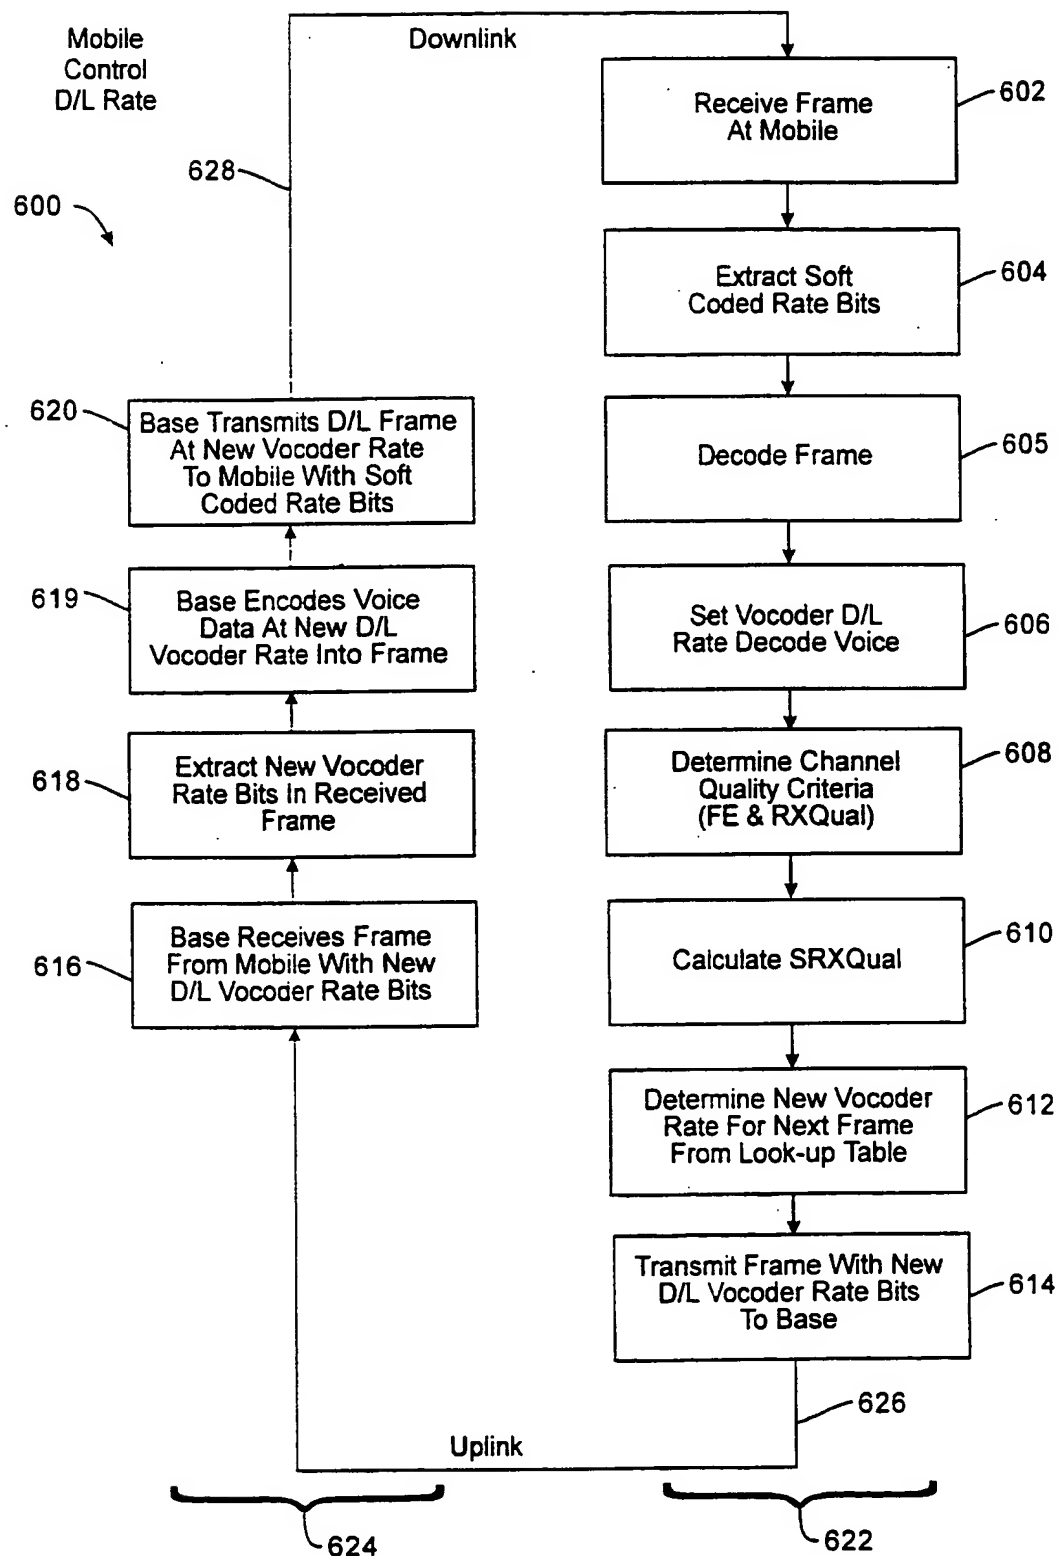 Mobile
Control
D/L Rate
Downlink
600
628
Receive Frame
At Mobile
602
Extract Soft
Coded Rate Bits
604
Decode Frame
605
Set Vocoder D/L
Rate Decode Voice
606
Determine Channel
Quality Criteria
(FE & RXQual)
608
Calculate SRXQual
610
Determine New Vocoder
Rate For Next Frame
From Look-up Table
612
Transmit Frame With New
D/L Vocoder Rate Bits
To Base
614
620
Base Transmits D/L Frame
At New Vocoder Rate
To Mobile With Soft
Coded Rate Bits
619
Base Encodes Voice
Data At New D/L
Vocoder Rate Into Frame
618
Extract New Vocoder
Rate Bits In Received
Frame
616
Base Receives Frame
From Mobile With New
D/L Vocoder Rate Bits
626
Uplink
624
622